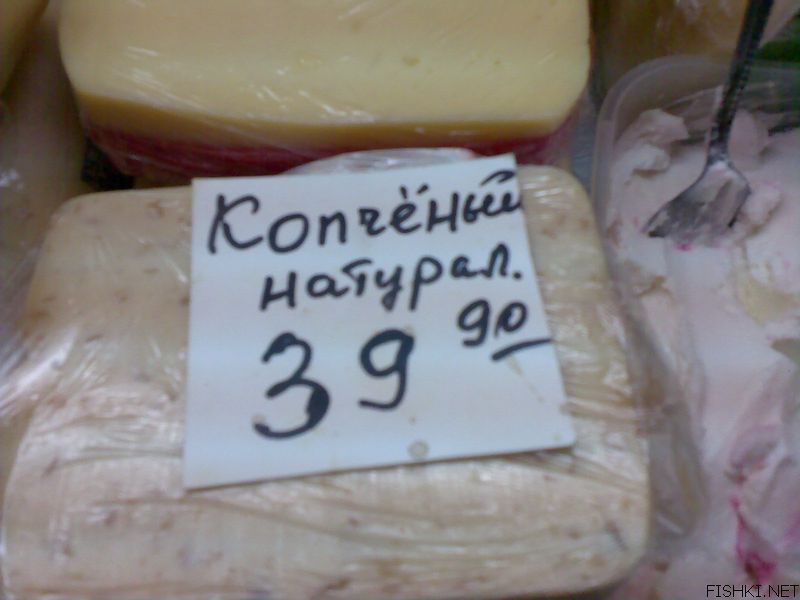 Копчёный
натурал.
39 90
FISHKI.NET